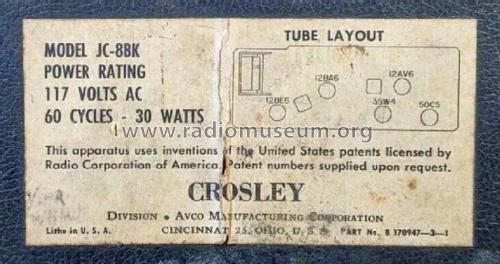 MODEL JC-8BK
POWER RATING
117 VOLTS AC
60 CYCLES - 30 WATTS
TUBE LAYOUT
12BA6
12AV6
12BE6
35W4
50C5
www.radiomuseum.org
This apparatus uses inventions of the United States patents licensed by
Radio Corporation of America. Patent numbers supplied upon request.
CROSLEY
DIVISION • AVCO MANUFACTURING CORPORATION
Litho in U. S. A.
CINCINNATI 25, OHIO, U. S. A.
PART No. B 170947-3-1